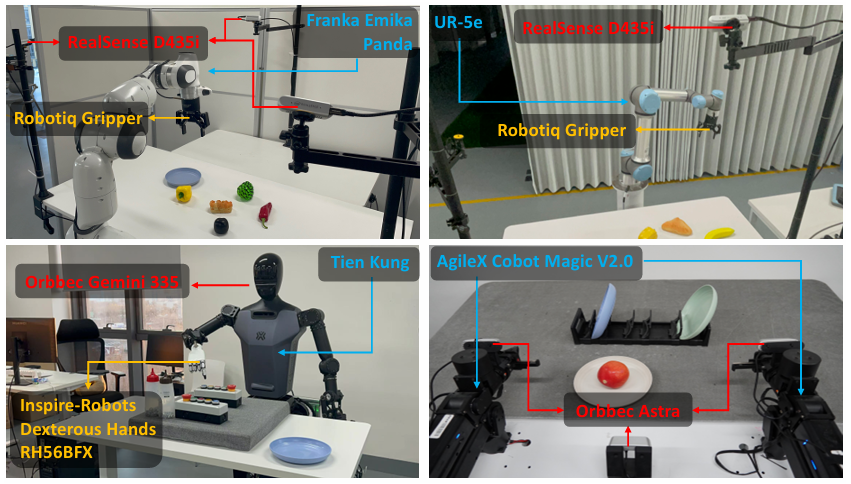 RealSense D435i
Franka Emika
Panda
Robotiq Gripper
UR-5e
RealSense D435i
Robotiq Gripper
Orbbec Gemini 335
Tien Kung
Inspire-Robots
Dexterous Hands
RH56BFX
AgileX Cobot Magic V2.0
Orbbec Astra